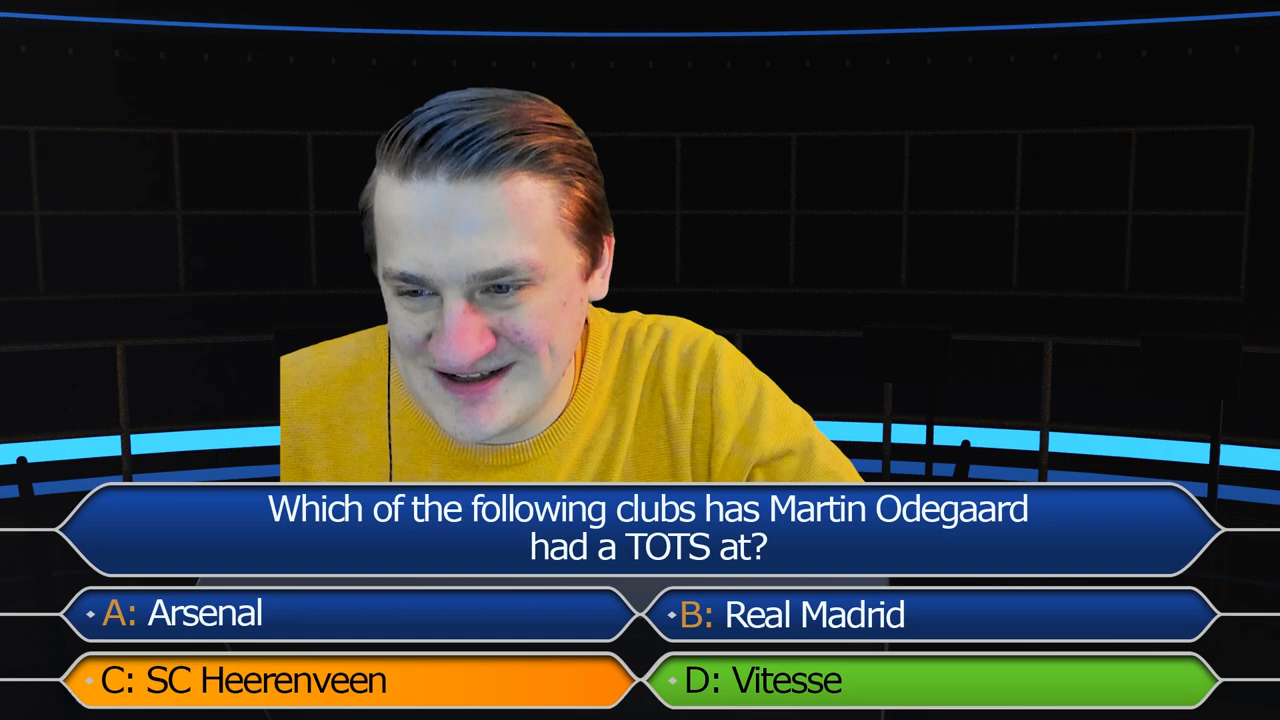 Which of the following clubs has Martin Odegaard
had a TOTS at?
A: Arsenal
B: Real Madrid
C: SC Heerenveen
D: Vitesse